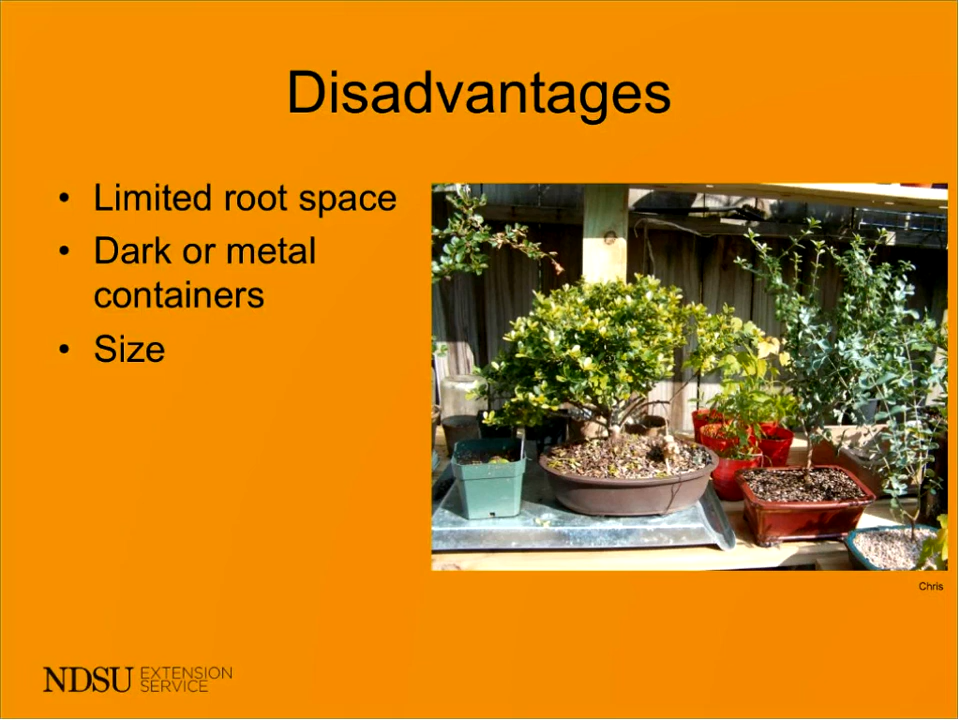 Disadvantages
• Limited root space
• Dark or metal
containers
• Size
Chris
NDSU EXTENSION
SERVICE